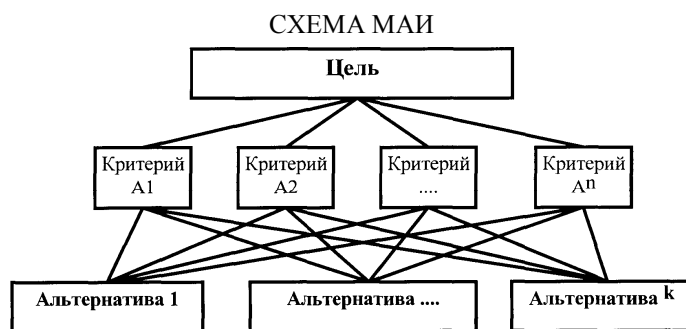 СХЕМА МАИ
Цель
Критерий
А1
Критерий
А2
Критерий
....
Критерий
Аn
Альтернатива 1
Альтернатива ....
Альтернатива k